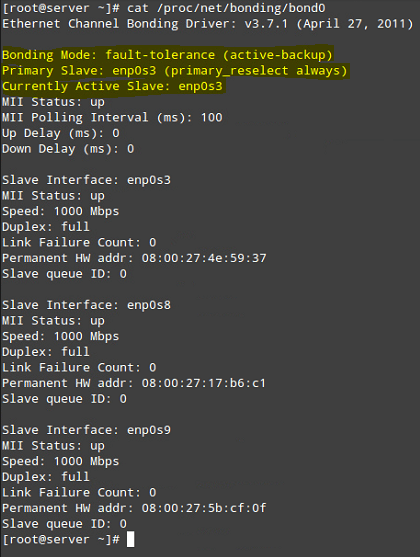 [root@server ~]# cat /proc/net/bonding/bond0
Ethernet Channel Bonding Driver: v3.7.1 (April 27, 2011)
Bonding Mode: fault-tolerance (active-backup)
Primary Slave: enp0s3 (primary_reselect always)
Currently Active Slave: enp0s3
MII Status: up
MII Polling Interval (ms): 100
Up Delay (ms): 0
Down Delay (ms): 0
Slave Interface: enp0s3
MII Status: up
Speed: 1000 Mbps
Duplex: full
Link Failure Count: 0
Permanent HW addr: 08:00:27:4e:59:37
Slave queue ID: 0
Slave Interface: enp0s8
MII Status: up
Speed: 1000 Mbps
Duplex: full
Link Failure Count: 0
Permanent HW addr: 08:00:27:17:b6:c1
Slave queue ID: 0
Slave Interface: enp0s9
MII Status: up
Speed: 1000 Mbps
Duplex: full
Link Failure Count: 0
Permanent HW addr: 08:00:27:5b:cf:0f
Slave queue ID: 0
[root@server ~]#